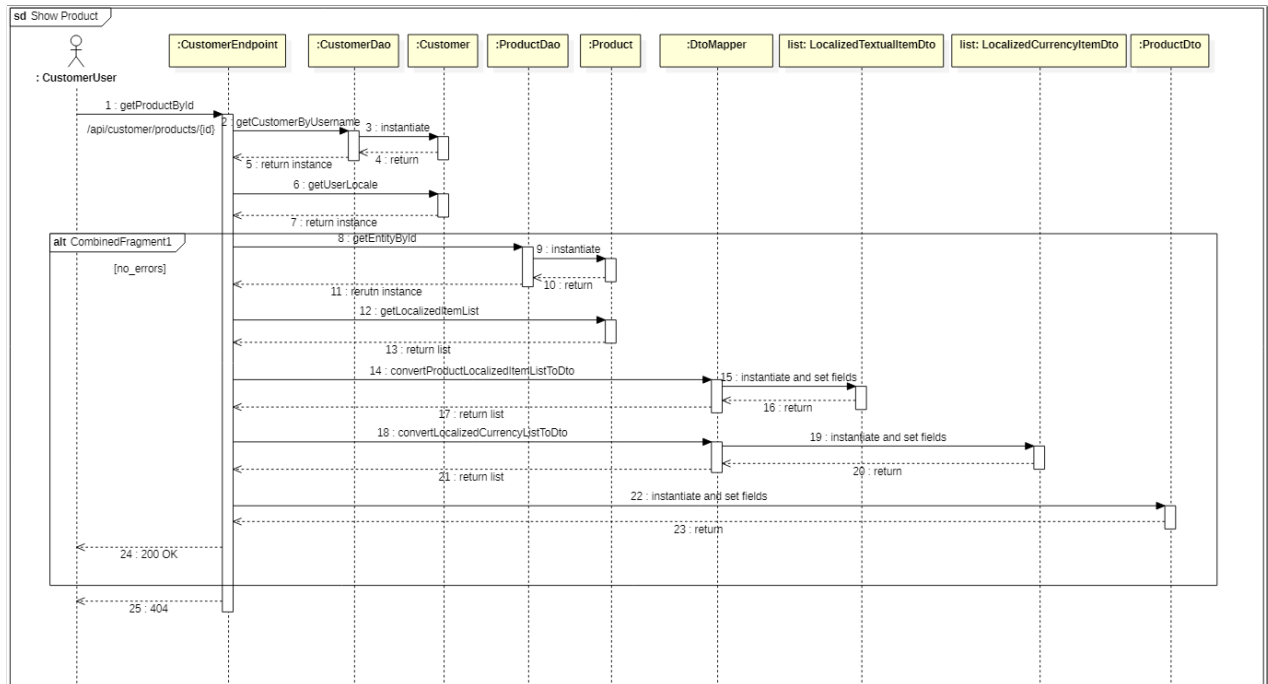 sd Show Product
: CustomerUser
:CustomerEndpoint
:CustomerDao
:Customer
:ProductDao
:Product
:DtoMapper
list: LocalizedTextualItemDto
list: LocalizedCurrencyItemDto
:ProductDto
1 : getProductById
/api/customer/products/{id}
2 : getCustomerByUsername
3 : instantiate
4 : return
5 : return instance
6 : getUserLocale
7 : return instance
alt CombinedFragment1
[no_errors]
8 : getEntityById
9 : instantiate
10 : return
11 : rerutn instance
12 : getLocalizedItemList
13 : return list
14 : convertProductLocalizedItemListToDto
15 : instantiate and set fields
16 : return
17 : return list
18 : convertLocalizedCurrencyListToDto
19 : instantiate and set fields
20 : return
21 : return list
22 : instantiate and set fields
23 : return
24 : 200 OK
25 : 404